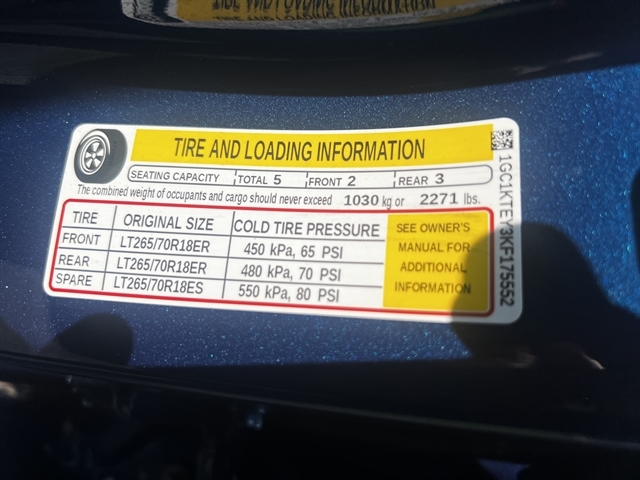 TIRE AND LOADING INFORMATION
SEATING CAPACITY TOTAL 5 FRONT 2 REAR 3
The combined weight of occupants and cargo should never exceed 1030 kg or 2271 lbs.
TIRE ORIGINAL SIZE COLD TIRE PRESSURE
FRONT LT265/70R18ER 450 kPa, 65 PSI
REAR LT265/70R18ER 480 kPa, 70 PSI
SPARE LT265/70R18ES 550 kPa, 80 PSI
SEE OWNER'S
MANUAL FOR
ADDITIONAL
INFORMATION
1GC1KTEY3KF175552